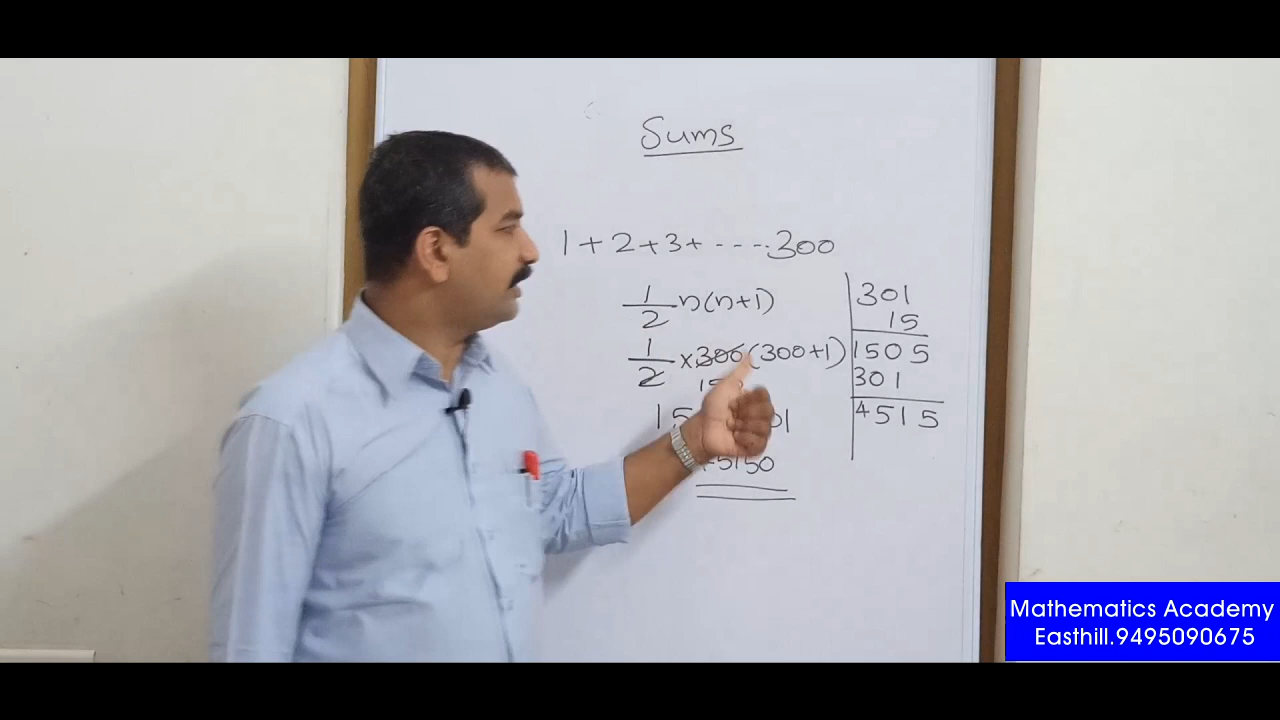 Sums
1 + 2 + 3 + - - - . 300
1/2 n(n+1)
1/2 × 300 (300+1)
5150
301
15
1505
301
4515
Mathematics Academy
Easthill.9495090675